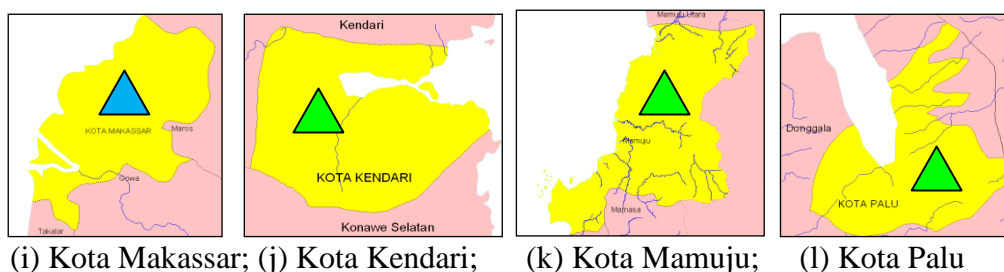 KOTA MAKASSAR
Maros
Gowa
Takalar
Kendari
KOTA KENDARI
Konawe Selatan
Mamuju Utara
Mamuju
Mamasa
Donggala
KOTA PALU
(i) Kota Makassar; (j) Kota Kendari; (k) Kota Mamuju; (l) Kota Palu